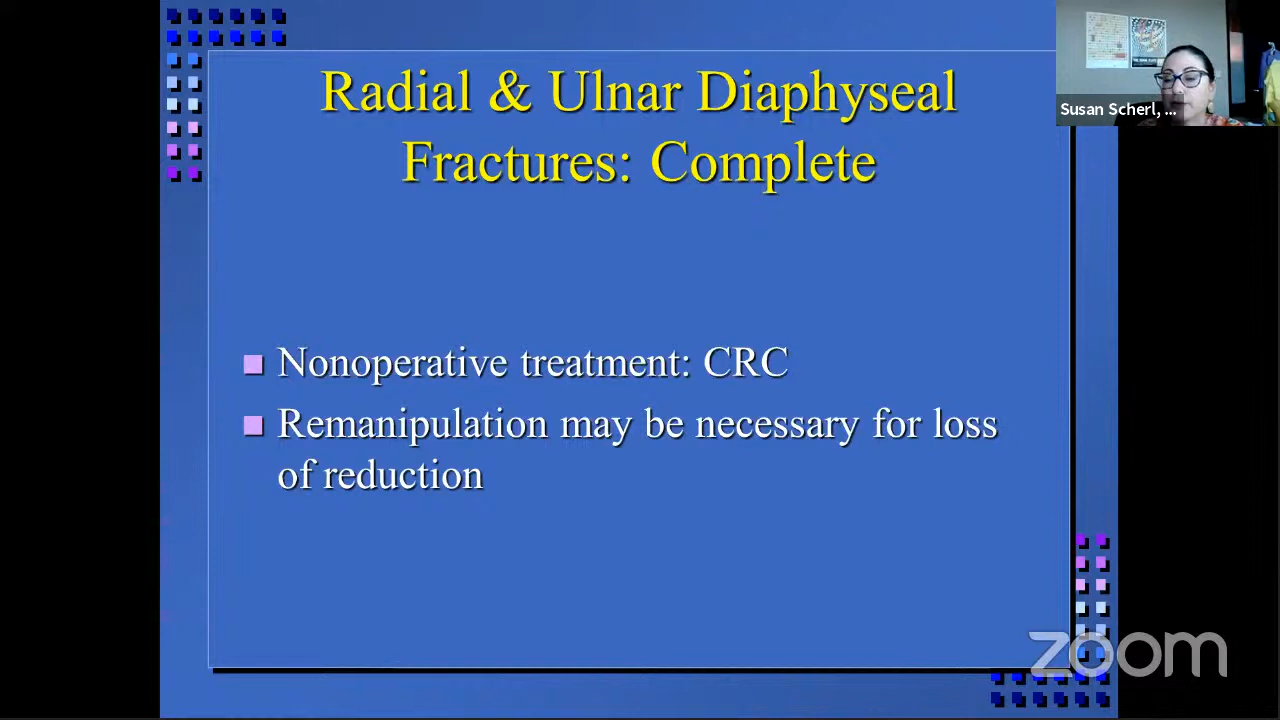 Radial & Ulnar Diaphyseal
Fractures: Complete
Susan Scherl, ...
Nonoperative treatment: CRC
Remanipulation may be necessary for loss
of reduction
zoom